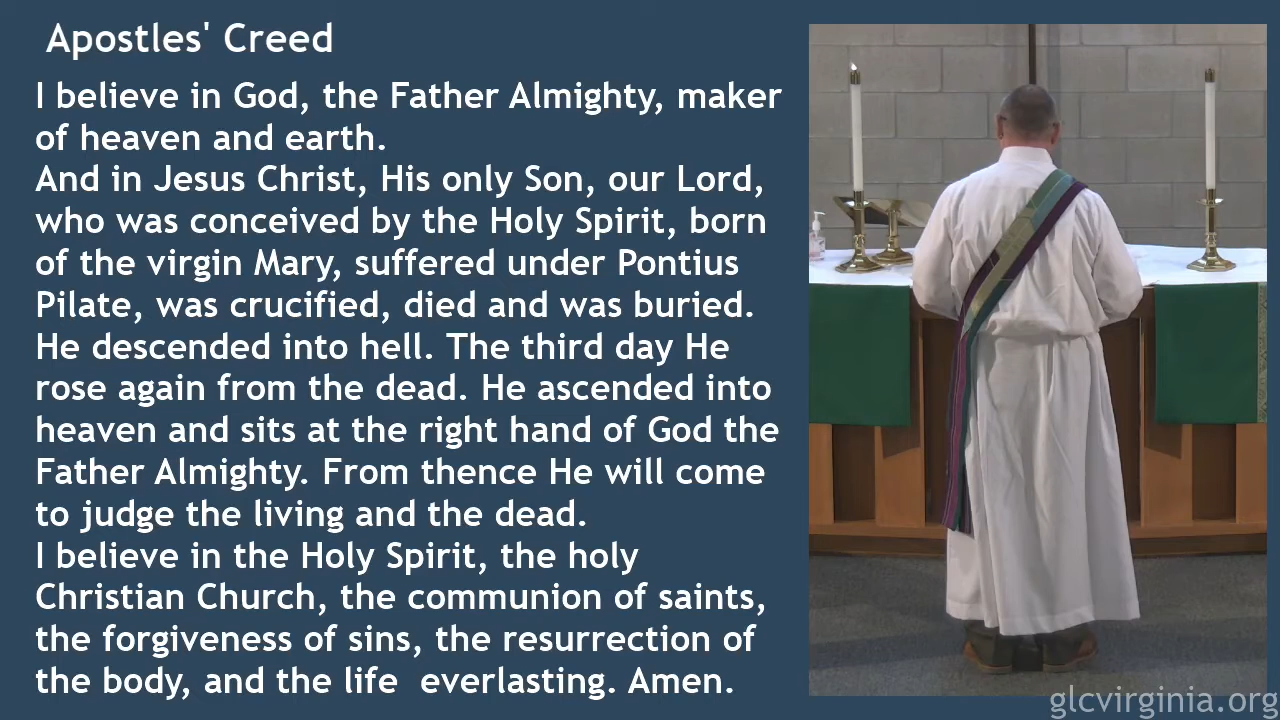 Apostles' Creed
I believe in God, the Father Almighty, maker
of heaven and earth.
And in Jesus Christ, His only Son, our Lord,
who was conceived by the Holy Spirit, born
of the virgin Mary, suffered under Pontius
Pilate, was crucified, died and was buried.
He descended into hell. The third day He
rose again from the dead. He ascended into
heaven and sits at the right hand of God the
Father Almighty. From thence He will come
to judge the living and the dead.
I believe in the Holy Spirit, the holy
Christian Church, the communion of saints,
the forgiveness of sins, the resurrection of
the body, and the life  everlasting. Amen.
glcvirginia.org